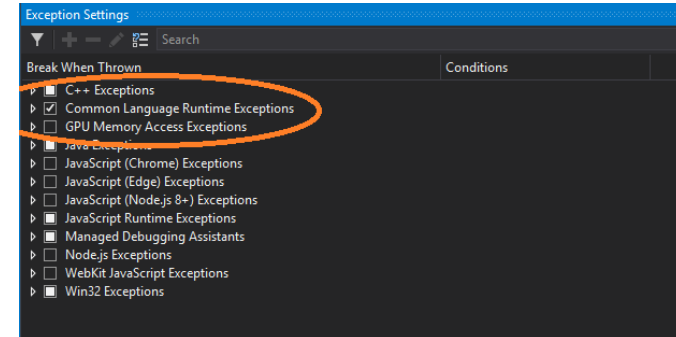 Exception Settings
Search
Break When Thrown Conditions
C++ Exceptions
Common Language Runtime Exceptions
GPU Memory Access Exceptions
Java Exceptions
JavaScript (Chrome) Exceptions
JavaScript (Edge) Exceptions
JavaScript (Node.js 8+) Exceptions
JavaScript Runtime Exceptions
Managed Debugging Assistants
Node.js Exceptions
WebKit JavaScript Exceptions
Win32 Exceptions